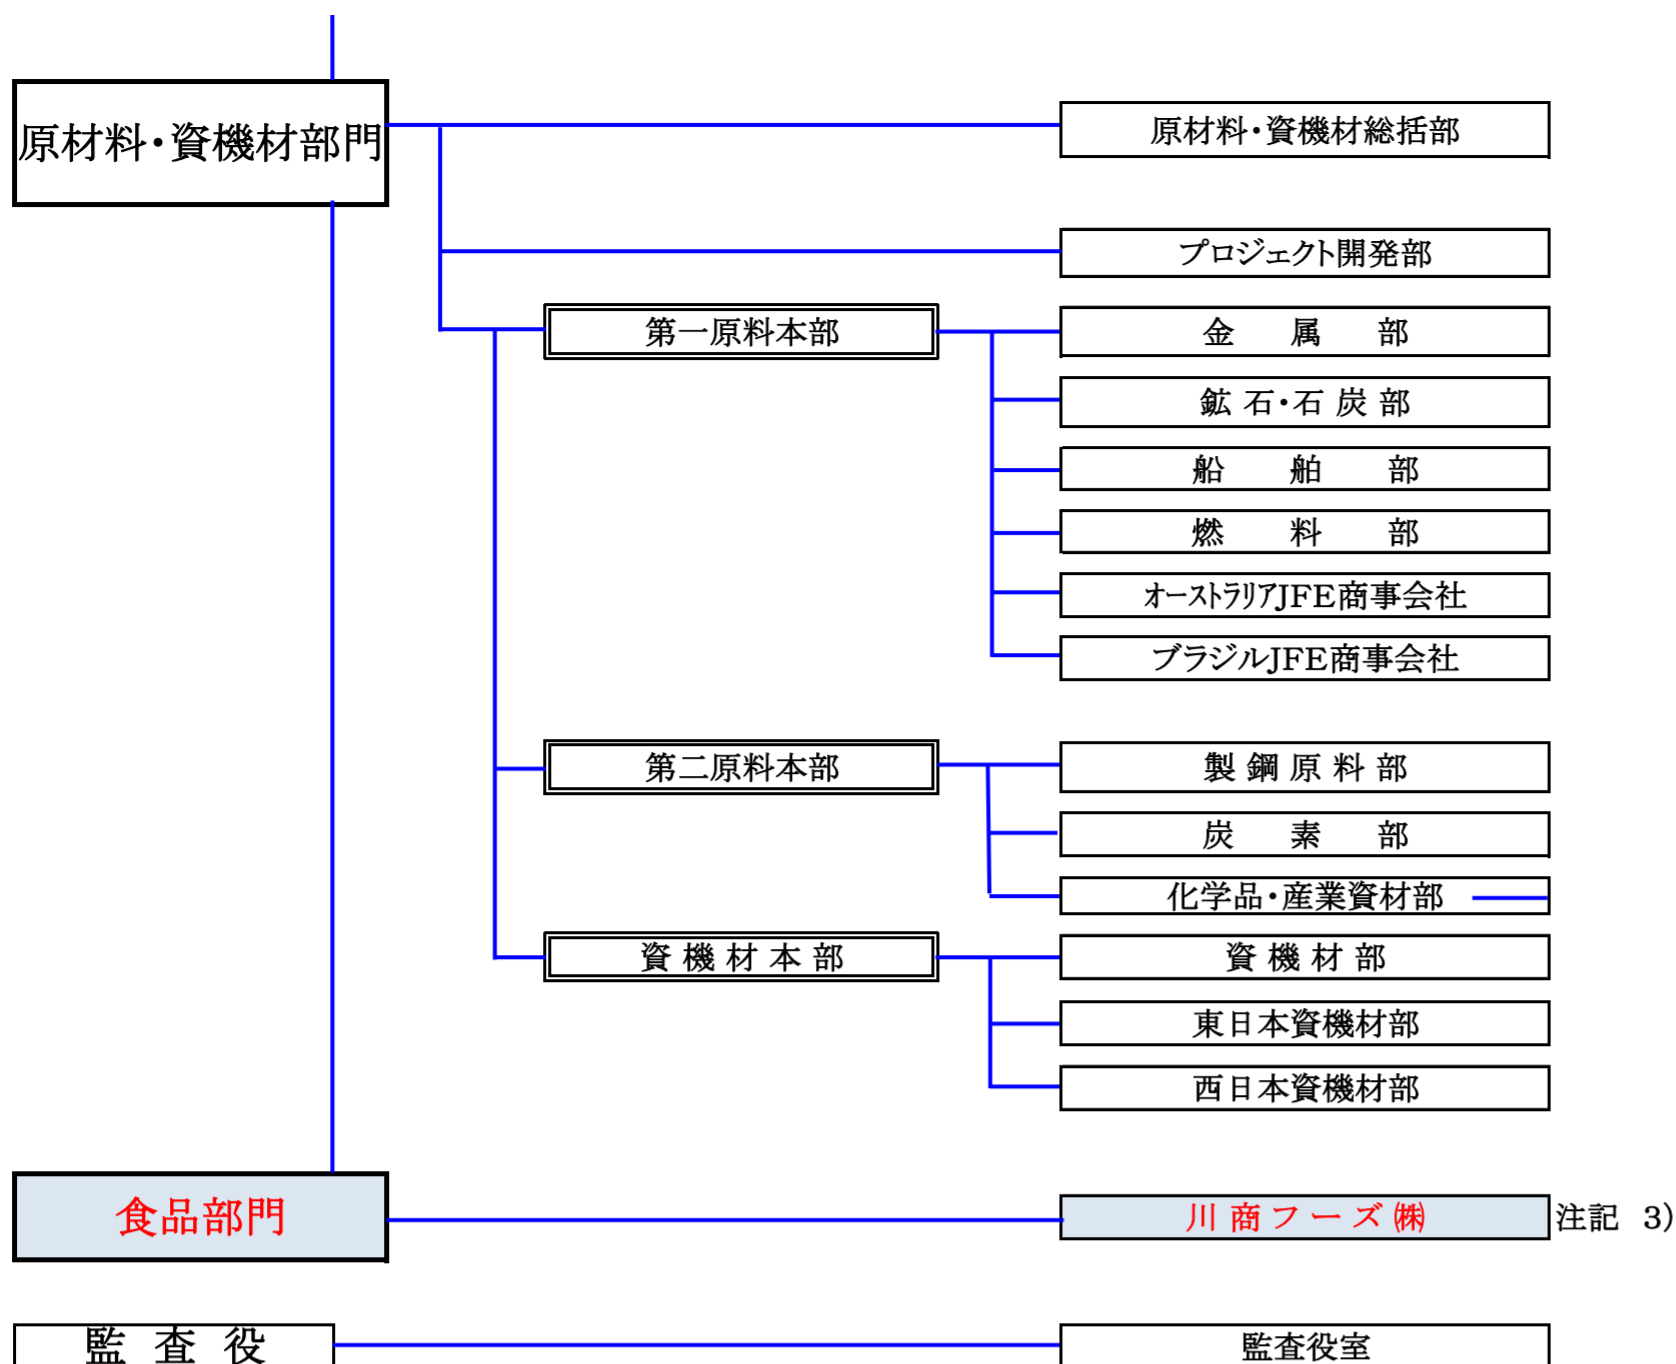 原材料・資機材部門
原材料・資機材総括部
プロジェクト開発部
第一原料本部
金属部
鉱石・石炭部
船舶部
燃料部
オーストラリアJFE商事会社
ブラジルJFE商事会社
第二原料本部
製鋼原料部
炭素部
化学品・産業資材部
資機材本部
資機材部
東日本資機材部
西日本資機材部
食品部門
川商フーズ㈱ 注記 3)
監査役
監査役室